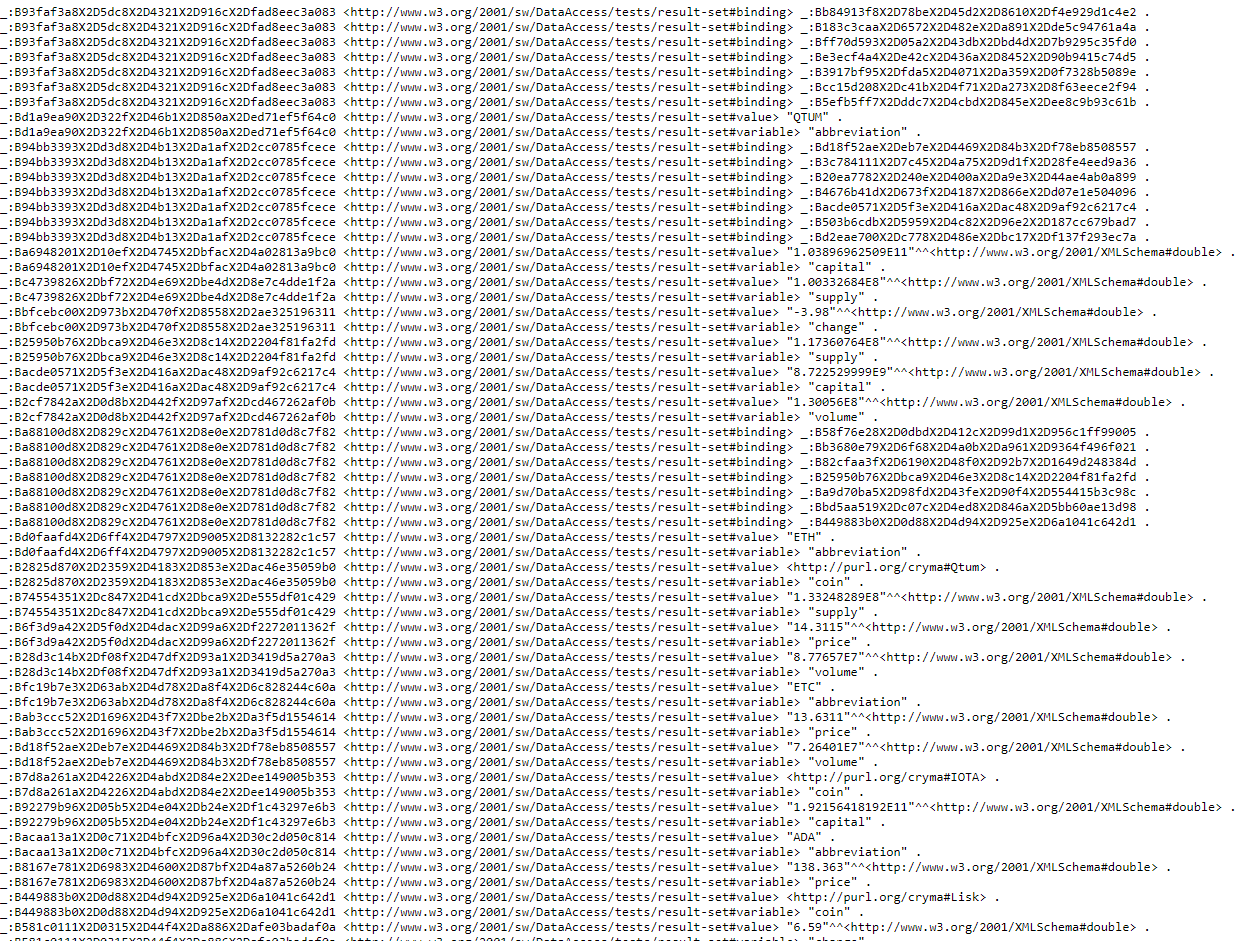 _:B93faf3a8X2D5dc8X2D4321X2D916cX2Dfad8eec3a083 <http://www.w3.org/2001/sw/DataAccess/tests/result-set#binding> _:Bb84913f8X2D78beX2D45d2X2D8610X2Df4e929d1c4e2 .
_:B93faf3a8X2D5dc8X2D4321X2D916cX2Dfad8eec3a083 <http://www.w3.org/2001/sw/DataAccess/tests/result-set#binding> _:B183c3caaX2D6572X2D482eX2Da891X2Dde5c94761a4a .
_:B93faf3a8X2D5dc8X2D4321X2D916cX2Dfad8eec3a083 <http://www.w3.org/2001/sw/DataAccess/tests/result-set#binding> _:Bff70d593X2D05a2X2D43dbX2Dbd4dX2D7b9295c35fd0 .
_:B93faf3a8X2D5dc8X2D4321X2D916cX2Dfad8eec3a083 <http://www.w3.org/2001/sw/DataAccess/tests/result-set#binding> _:Be3ecf4a4X2De42cX2D436aX2D8452X2D90b9415c74d5 .
_:B93faf3a8X2D5dc8X2D4321X2D916cX2Dfad8eec3a083 <http://www.w3.org/2001/sw/DataAccess/tests/result-set#binding> _:B3917bf95X2Dfda5X2D4071X2Da359X2D0f7328b5089e .
_:B93faf3a8X2D5dc8X2D4321X2D916cX2Dfad8eec3a083 <http://www.w3.org/2001/sw/DataAccess/tests/result-set#binding> _:Bcc15d208X2Dc41bX2D4f71X2Da273X2D8f63eece2f94 .
_:B93faf3a8X2D5dc8X2D4321X2D916cX2Dfad8eec3a083 <http://www.w3.org/2001/sw/DataAccess/tests/result-set#binding> _:B5efb5ff7X2Dddc7X2D4cbdX2D845eX2Dee8c9b93c61b .
_:Bd1a9ea90X2D322fX2D46b1X2D850aX2Ded71ef5f64c0 <http://www.w3.org/2001/sw/DataAccess/tests/result-set#value> "QTUM" .
_:Bd1a9ea90X2D322fX2D46b1X2D850aX2Ded71ef5f64c0 <http://www.w3.org/2001/sw/DataAccess/tests/result-set#variable> "abbreviation" .
_:B94bb3393X2Dd3d8X2D4b13X2Da1afX2D2cc0785fcece <http://www.w3.org/2001/sw/DataAccess/tests/result-set#binding> _:Bd18f52aeX2Deb7eX2D4469X2D84b3X2Df78eb8508557 .
_:B94bb3393X2Dd3d8X2D4b13X2Da1afX2D2cc0785fcece <http://www.w3.org/2001/sw/DataAccess/tests/result-set#binding> _:B3c784111X2D7c45X2D4a75X2D9d1fX2D28fe4eed9a36 .
_:B94bb3393X2Dd3d8X2D4b13X2Da1afX2D2cc0785fcece <http://www.w3.org/2001/sw/DataAccess/tests/result-set#binding> _:B20ea7782X2D240eX2D400aX2Da9e3X2D44ae4ab0a899 .
_:B94bb3393X2Dd3d8X2D4b13X2Da1afX2D2cc0785fcece <http://www.w3.org/2001/sw/DataAccess/tests/result-set#binding> _:B4676b41dX2D673fX2D4187X2D866eX2Dd07e1e504096 .
_:B94bb3393X2Dd3d8X2D4b13X2Da1afX2D2cc0785fcece <http://www.w3.org/2001/sw/DataAccess/tests/result-set#binding> _:Bacde0571X2D5f3eX2D416aX2Dac48X2D9af92c6217c4 .
_:B94bb3393X2Dd3d8X2D4b13X2Da1afX2D2cc0785fcece <http://www.w3.org/2001/sw/DataAccess/tests/result-set#binding> _:B503b6cdbX2D5959X2D4c82X2D96e2X2D187cc679bad7 .
_:B94bb3393X2Dd3d8X2D4b13X2Da1afX2D2cc0785fcece <http://www.w3.org/2001/sw/DataAccess/tests/result-set#binding> _:Bd2eae700X2Dc778X2D486eX2Dbc17X2Df137f293ec7a .
_:Ba6948201X2D10efX2D4745X2DbfacX2D4a02813a9bc0 <http://www.w3.org/2001/sw/DataAccess/tests/result-set#value> "1.03896962509E11"^^<http://www.w3.org/2001/XMLSchema#double> .
_:Ba6948201X2D10efX2D4745X2DbfacX2D4a02813a9bc0 <http://www.w3.org/2001/sw/DataAccess/tests/result-set#variable> "capital" .
_:Bc4739826X2Dbf72X2D4e69X2Dbe4dX2D8e7c4dde1f2a <http://www.w3.org/2001/sw/DataAccess/tests/result-set#value> "1.00332684E8"^^<http://www.w3.org/2001/XMLSchema#double> .
_:Bc4739826X2Dbf72X2D4e69X2Dbe4dX2D8e7c4dde1f2a <http://www.w3.org/2001/sw/DataAccess/tests/result-set#variable> "supply" .
_:Bbfcebc00X2D973bX2D470fX2D8558X2D2ae325196311 <http://www.w3.org/2001/sw/DataAccess/tests/result-set#value> "-3.98"^^<http://www.w3.org/2001/XMLSchema#double> .
_:Bbfcebc00X2D973bX2D470fX2D8558X2D2ae325196311 <http://www.w3.org/2001/sw/DataAccess/tests/result-set#variable> "change" .
_:B25950b76X2Dbca9X2D46e3X2D8c14X2D2204f81fa2fd <http://www.w3.org/2001/sw/DataAccess/tests/result-set#value> "1.17360764E8"^^<http://www.w3.org/2001/XMLSchema#double> .
_:B25950b76X2Dbca9X2D46e3X2D8c14X2D2204f81fa2fd <http://www.w3.org/2001/sw/DataAccess/tests/result-set#variable> "supply" .
_:Bacde0571X2D5f3eX2D416aX2Dac48X2D9af92c6217c4 <http://www.w3.org/2001/sw/DataAccess/tests/result-set#value> "8.722529999E9"^^<http://www.w3.org/2001/XMLSchema#double> .
_:Bacde0571X2D5f3eX2D416aX2Dac48X2D9af92c6217c4 <http://www.w3.org/2001/sw/DataAccess/tests/result-set#variable> "capital" .
_:B2cf7842aX2D0d8bX2D442fX2D97afX2Dcd467262af0b <http://www.w3.org/2001/sw/DataAccess/tests/result-set#value> "1.30056E8"^^<http://www.w3.org/2001/XMLSchema#double> .
_:B2cf7842aX2D0d8bX2D442fX2D97afX2Dcd467262af0b <http://www.w3.org/2001/sw/DataAccess/tests/result-set#variable> "volume" .
_:Ba88100d8X2D829cX2D4761X2D8e0eX2D781d0d8c7f82 <http://www.w3.org/2001/sw/DataAccess/tests/result-set#binding> _:B58f76e28X2D0dbdX2D412cX2D99d1X2D956c1ff99005 .
_:Ba88100d8X2D829cX2D4761X2D8e0eX2D781d0d8c7f82 <http://www.w3.org/2001/sw/DataAccess/tests/result-set#binding> _:Bb3680e79X2D6f68X2D4a0bX2Da961X2D9364f496f021 .
_:Ba88100d8X2D829cX2D4761X2D8e0eX2D781d0d8c7f82 <http://www.w3.org/2001/sw/DataAccess/tests/result-set#binding> _:B82cfaa3fX2D6190X2D48f0X2D92b7X2D1649d248384d .
_:Ba88100d8X2D829cX2D4761X2D8e0eX2D781d0d8c7f82 <http://www.w3.org/2001/sw/DataAccess/tests/result-set#binding> _:B25950b76X2Dbca9X2D46e3X2D8c14X2D2204f81fa2fd .
_:Ba88100d8X2D829cX2D4761X2D8e0eX2D781d0d8c7f82 <http://www.w3.org/2001/sw/DataAccess/tests/result-set#binding> _:Ba9d70ba5X2D98fdX2D43feX2D90f4X2D554415b3c98c .
_:Ba88100d8X2D829cX2D4761X2D8e0eX2D781d0d8c7f82 <http://www.w3.org/2001/sw/DataAccess/tests/result-set#binding> _:Bbd5aa519X2Dc07cX2D4ed8X2D846aX2D5bb60ae13d98 .
_:Ba88100d8X2D829cX2D4761X2D8e0eX2D781d0d8c7f82 <http://www.w3.org/2001/sw/DataAccess/tests/result-set#binding> _:B449883b0X2D0d88X2D4d94X2D925eX2D6a1041c642d1 .
_:Bd0faafd4X2D6ff4X2D4797X2D9005X2D8132282c1c57 <http://www.w3.org/2001/sw/DataAccess/tests/result-set#value> "ETH" .
_:Bd0faafd4X2D6ff4X2D4797X2D9005X2D8132282c1c57 <http://www.w3.org/2001/sw/DataAccess/tests/result-set#variable> "abbreviation" .
_:B2825d870X2D2359X2D4183X2D853eX2Dac46e35059b0 <http://www.w3.org/2001/sw/DataAccess/tests/result-set#value> <http://purl.org/cryma#Qtum> .
_:B2825d870X2D2359X2D4183X2D853eX2Dac46e35059b0 <http://www.w3.org/2001/sw/DataAccess/tests/result-set#variable> "coin" .
_:B74554351X2Dc847X2D41cdX2Dbca9X2De555df01c429 <http://www.w3.org/2001/sw/DataAccess/tests/result-set#value> "1.33248289E8"^^<http://www.w3.org/2001/XMLSchema#double> .
_:B74554351X2Dc847X2D41cdX2Dbca9X2De555df01c429 <http://www.w3.org/2001/sw/DataAccess/tests/result-set#variable> "supply" .
_:B6f3d9a42X2D5f0dX2D4dacX2D99a6X2Df2272011362f <http://www.w3.org/2001/sw/DataAccess/tests/result-set#value> "14.3115"^^<http://www.w3.org/2001/XMLSchema#double> .
_:B6f3d9a42X2D5f0dX2D4dacX2D99a6X2Df2272011362f <http://www.w3.org/2001/sw/DataAccess/tests/result-set#variable> "price" .
_:B28d3c14bX2Df08fX2D47dfX2D93a1X2D3419d5a270a3 <http://www.w3.org/2001/sw/DataAccess/tests/result-set#value> "8.77657E7"^^<http://www.w3.org/2001/XMLSchema#double> .
_:B28d3c14bX2Df08fX2D47dfX2D93a1X2D3419d5a270a3 <http://www.w3.org/2001/sw/DataAccess/tests/result-set#variable> "volume" .
_:Bfc19b7e3X2D63abX2D4d78X2Da8f4X2D6c828244c60a <http://www.w3.org/2001/sw/DataAccess/tests/result-set#value> "ETC" .
_:Bfc19b7e3X2D63abX2D4d78X2Da8f4X2D6c828244c60a <http://www.w3.org/2001/sw/DataAccess/tests/result-set#variable> "abbreviation" .
_:Bab3ccc52X2D1696X2D43f7X2Dbe2bX2Da3f5d1554614 <http://www.w3.org/2001/sw/DataAccess/tests/result-set#value> "13.6311"^^<http://www.w3.org/2001/XMLSchema#double> .
_:Bab3ccc52X2D1696X2D43f7X2Dbe2bX2Da3f5d1554614 <http://www.w3.org/2001/sw/DataAccess/tests/result-set#variable> "price" .
_:Bd18f52aeX2Deb7eX2D4469X2D84b3X2Df78eb8508557 <http://www.w3.org/2001/sw/DataAccess/tests/result-set#value> "7.26401E7"^^<http://www.w3.org/2001/XMLSchema#double> .
_:Bd18f52aeX2Deb7eX2D4469X2D84b3X2Df78eb8508557 <http://www.w3.org/2001/sw/DataAccess/tests/result-set#variable> "volume" .
_:B7d8a261aX2D4226X2D4abdX2D84e2X2Dee149005b353 <http://www.w3.org/2001/sw/DataAccess/tests/result-set#value> <http://purl.org/cryma#IOTA> .
_:B7d8a261aX2D4226X2D4abdX2D84e2X2Dee149005b353 <http://www.w3.org/2001/sw/DataAccess/tests/result-set#variable> "coin" .
_:B92279b96X2D05b5X2D4e04X2Db24eX2Df1c43297e6b3 <http://www.w3.org/2001/sw/DataAccess/tests/result-set#value> "1.92156418192E11"^^<http://www.w3.org/2001/XMLSchema#double> .
_:B92279b96X2D05b5X2D4e04X2Db24eX2Df1c43297e6b3 <http://www.w3.org/2001/sw/DataAccess/tests/result-set#variable> "capital" .
_:Bacaa13a1X2D0c71X2D4bfcX2D96a4X2D30c2d050c814 <http://www.w3.org/2001/sw/DataAccess/tests/result-set#value> "ADA" .
_:Bacaa13a1X2D0c71X2D4bfcX2D96a4X2D30c2d050c814 <http://www.w3.org/2001/sw/DataAccess/tests/result-set#variable> "abbreviation" .
_:B8167e781X2D6983X2D4600X2D87bfX2D4a87a5260b24 <http://www.w3.org/2001/sw/DataAccess/tests/result-set#value> "138.363"^^<http://www.w3.org/2001/XMLSchema#double> .
_:B8167e781X2D6983X2D4600X2D87bfX2D4a87a5260b24 <http://www.w3.org/2001/sw/DataAccess/tests/result-set#variable> "price" .
_:B449883b0X2D0d88X2D4d94X2D925eX2D6a1041c642d1 <http://www.w3.org/2001/sw/DataAccess/tests/result-set#value> <http://purl.org/cryma#Lisk> .
_:B449883b0X2D0d88X2D4d94X2D925eX2D6a1041c642d1 <http://www.w3.org/2001/sw/DataAccess/tests/result-set#variable> "coin" .
_:B581c0111X2D0315X2D44f4X2Da886X2Dafe03badaf0a <http://www.w3.org/2001/sw/DataAccess/tests/result-set#value> "6.59"^^<http://www.w3.org/2001/XMLSchema#double> .